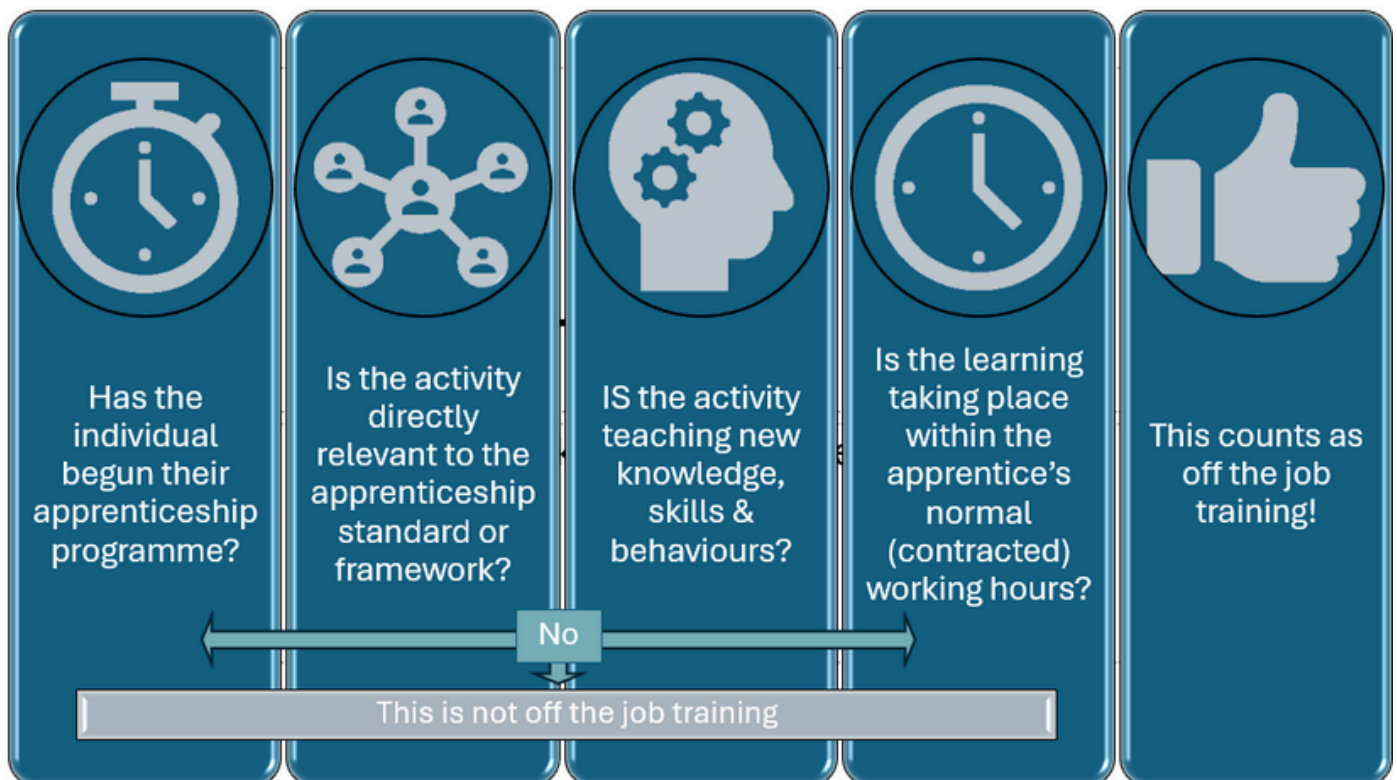 Has the
individual
begun their
apprenticeship
programme?
Is the activity
directly
relevant to the
apprenticeship
standard or
framework?
IS the activity
teaching new
knowledge,
skills &
behaviours?
Is the learning
taking place
within the
apprentice’s
normal
(contracted)
working hours?
This counts as
off the job
training!
No
This is not off the job training